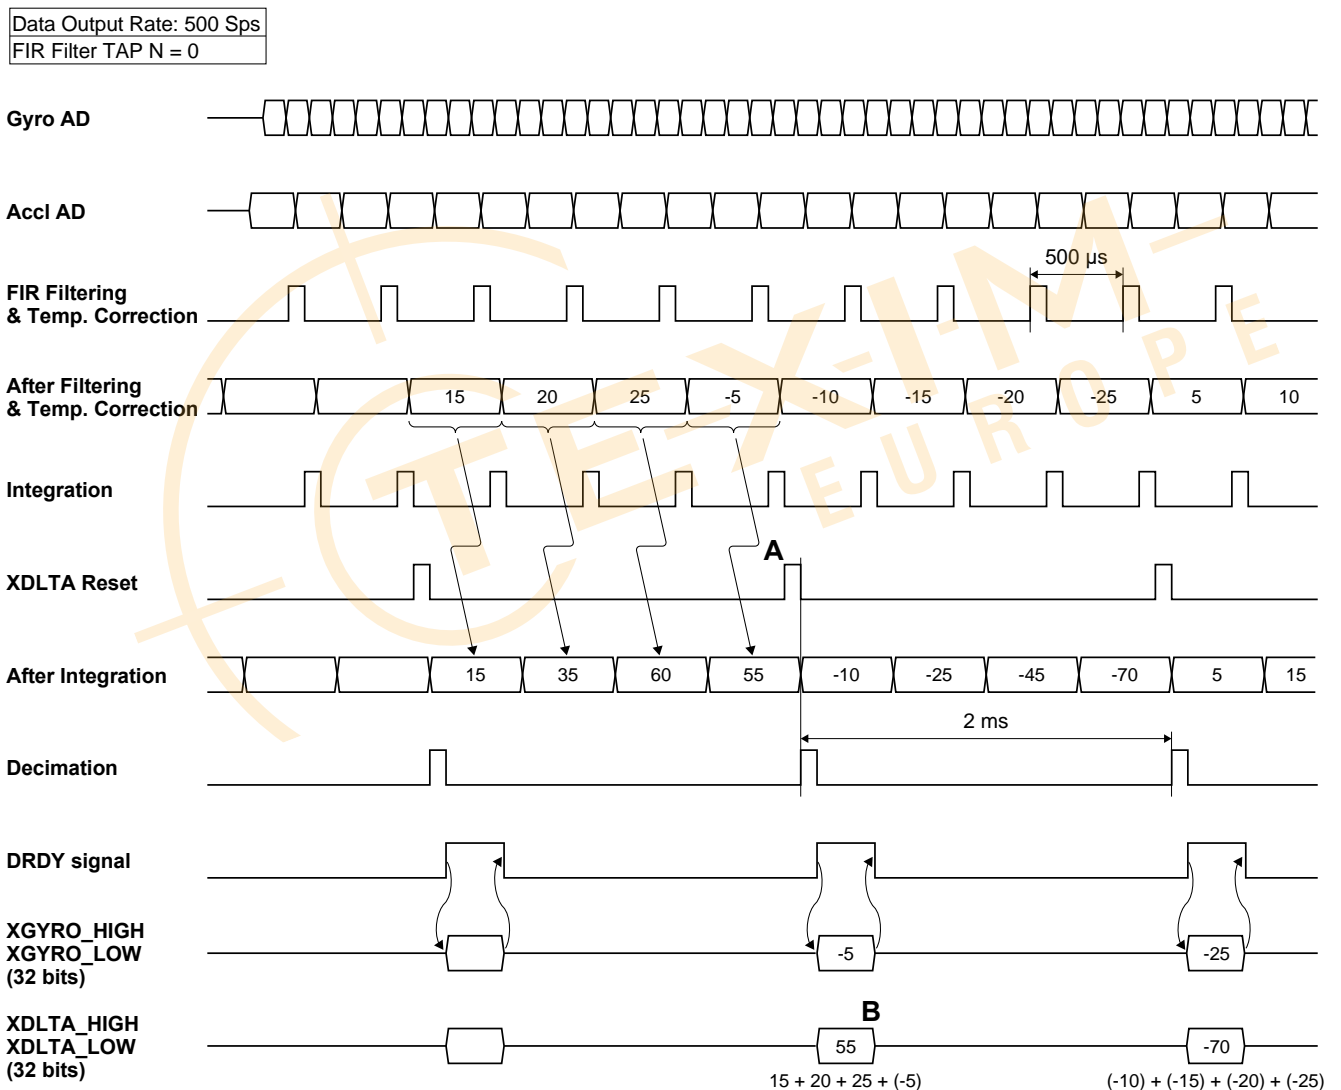 Data Output Rate: 500 Sps
FIR Filter TAP N = 0
Gyro AD
Accl AD
500 µs
FIR Filtering
& Temp. Correction
After Filtering
& Temp. Correction
15 20 25 -5 -10 -15 -20 -25 5 10
Integration
A
XDLTA Reset
After Integration
15 35 60 55 -10 -25 -45 -70 5 15
2 ms
Decimation
DRDY signal
XGYRO_HIGH
XGYRO_LOW
(32 bits)
-5 -25
B
XDLTA_HIGH
XDLTA_LOW
(32 bits)
55 -70
15 + 20 + 25 + (-5) (-10) + (-15) + (-20) + (-25)
TEXIM
EUROPE